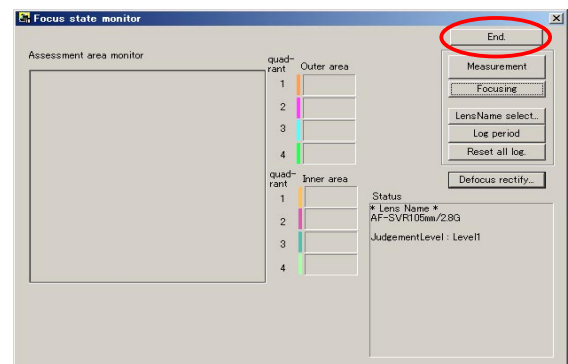 Focus state monitor
End.
Assessment area monitor
quad-
rant Outer area
1
2
3
4
quad-
rant Inner area
1
2
3
4
Measurement
Focusing
LensName select...
Log period
Reset all log.
Defocus rectify...
Status
* Lens Name *
AF-SVR105mm/2.8G
JudgementLevel : Level1